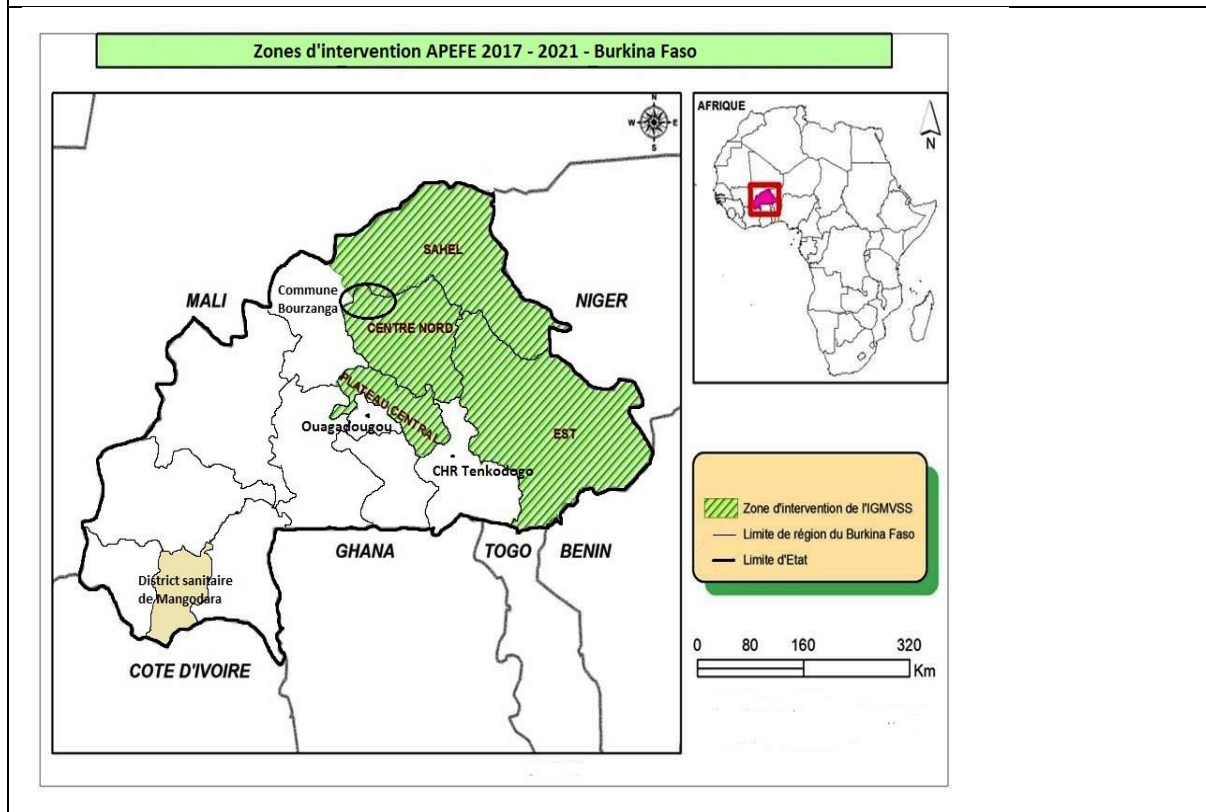 Zones d'intervention APEFE 2017 - 2021 - Burkina Faso
N
W
E
S
AFRIQUE
N
SAHEL
MALI
Commune
Bourzanga
NIGER
CENTRE NORD
PLATEAU CENTRAL
Ouagadougou
EST
CHR Tenkodogo
GHANA
TOGO
BENIN
District sanitaire
de Mangodara
COTE D'IVOIRE
Zone d'intervention de l'IGMVSS
Limite de région du Burkina Faso
Limite d'Etat
0 80 160 320
Km